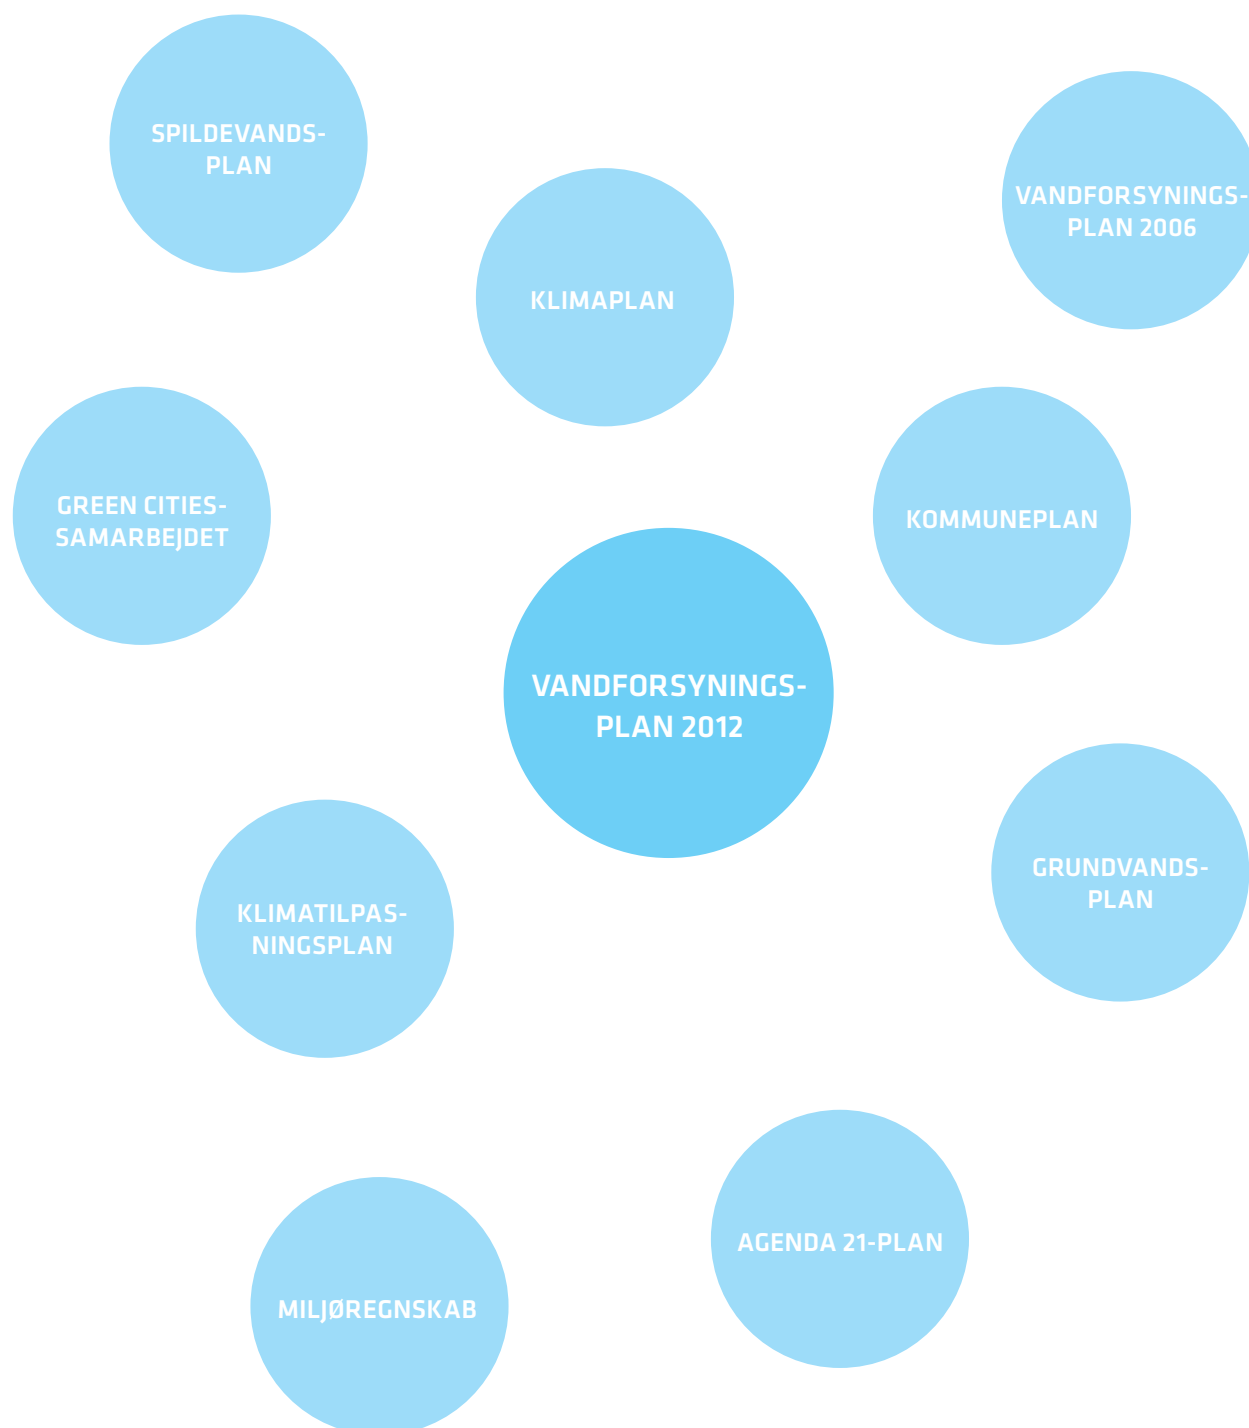 SPILDEVANDS-
PLAN
VANDFORSYNINGS-
PLAN 2006
KLIMAPLAN
GREEN CITIES-
SAMARBEJDET
KOMMUNEPLAN
VANDFORSYNINGS-
PLAN 2012
GRUNDVANDS-
PLAN
KLIMATILPAS-
NINGSPLAN
AGENDA 21-PLAN
MILJØREGNSKAB